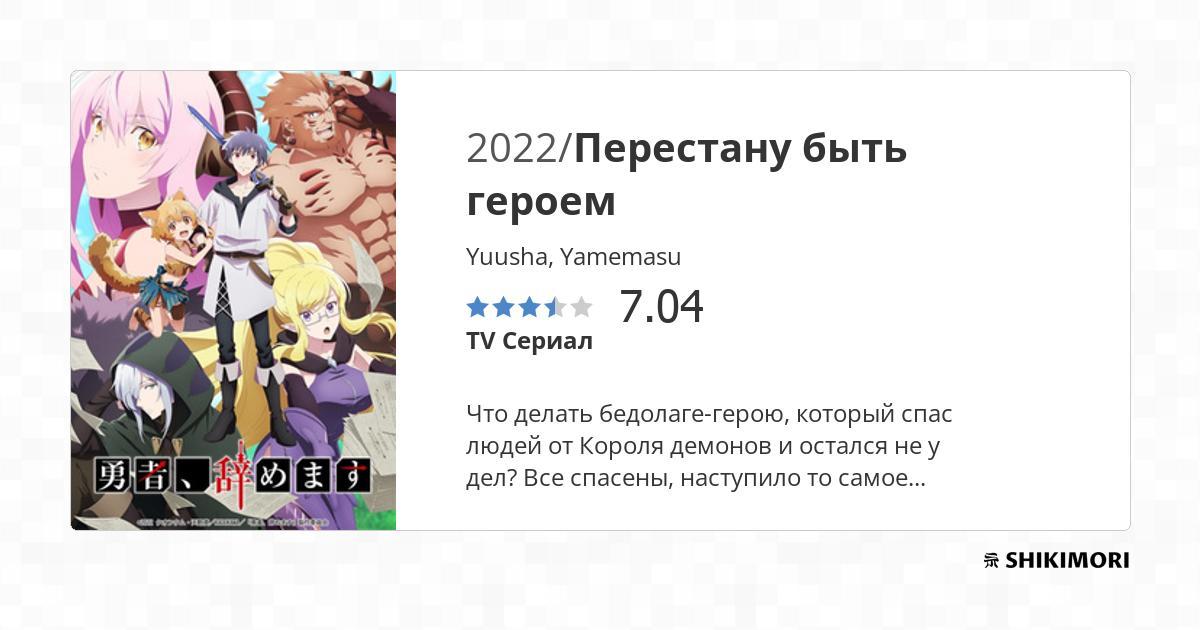 2022/Перестану быть
героем
Yuusha, Yamemasu
7.04
TV Сериал
Что делать бедолаге-герою, который спас
людей от Короля демонов и остался не у
дел? Все спасены, наступило то самое...
勇者、辞めます
SHIKIMORI